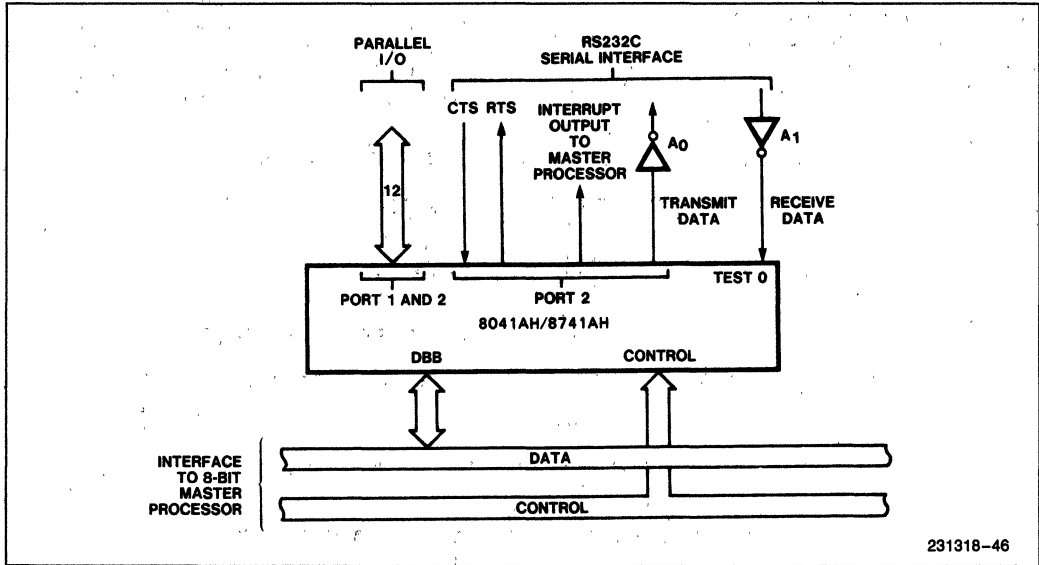 PARALLEL
I/O
RS232C
SERIAL INTERFACE
CTS RTS
INTERRUPT
OUTPUT
TO
MASTER
PROCESSOR
A0
A1
12
TRANSMIT
DATA
RECEIVE
DATA
TEST 0
PORT 1 AND 2
PORT 2
8041AH/8741AH
DBB
CONTROL
INTERFACE
TO 8-BIT
MASTER
PROCESSOR
DATA
CONTROL
231318-46